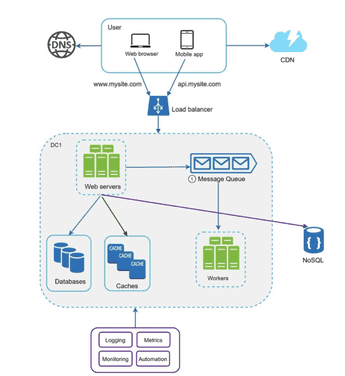 User
DNS
Web browser
Mobile app
CDN
www.mysite.com
api.mysite.com
Load balancer
DC1
Web servers
1 Message Queue
Databases
CACHE
CACHE
CACHE
Caches
Workers
{ }
NoSQL
Logging
Metrics
Monitoring
Automation